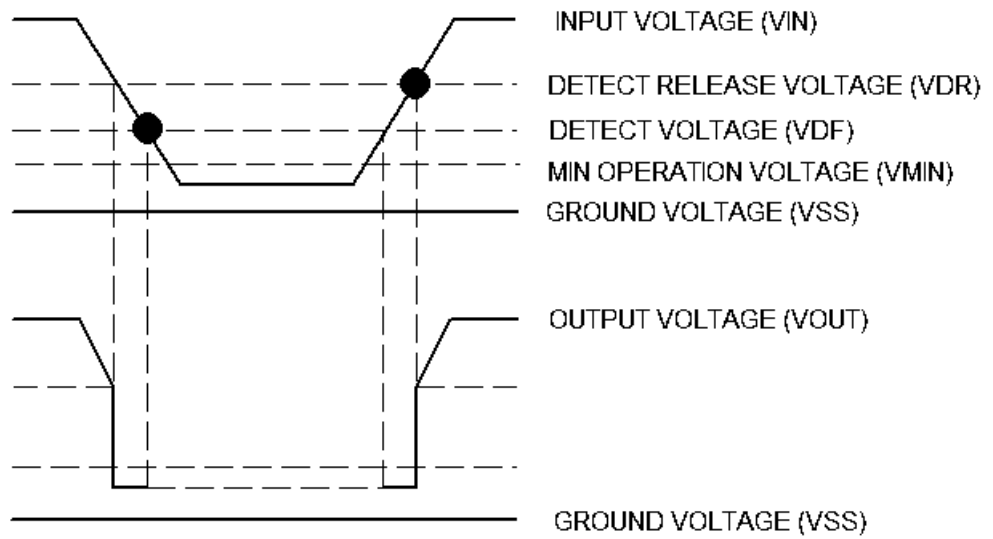 INPUT VOLTAGE (VIN)
DETECT RELEASE VOLTAGE (VDR)
DETECT VOLTAGE (VDF)
MIN OPERATION VOLTAGE (VMIN)
GROUND VOLTAGE (VSS)
OUTPUT VOLTAGE (VOUT)
GROUND VOLTAGE (VSS)